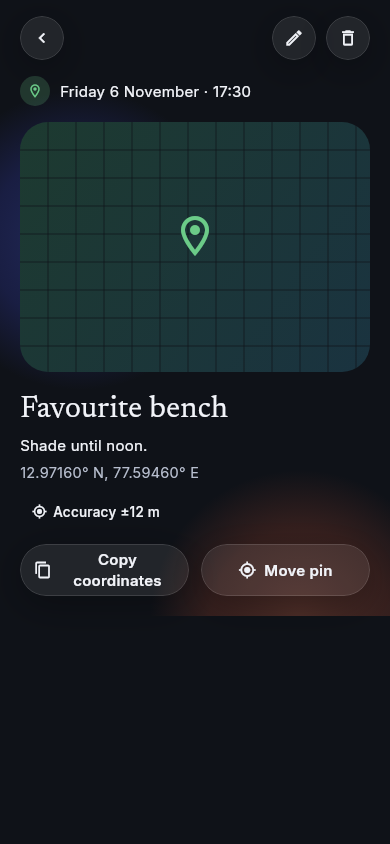 Friday 6 November · 17:30
Favourite bench
Shade until noon.
12.97160° N, 77.59460° E
Accuracy ±12 m
Copy
coordinates
Move pin